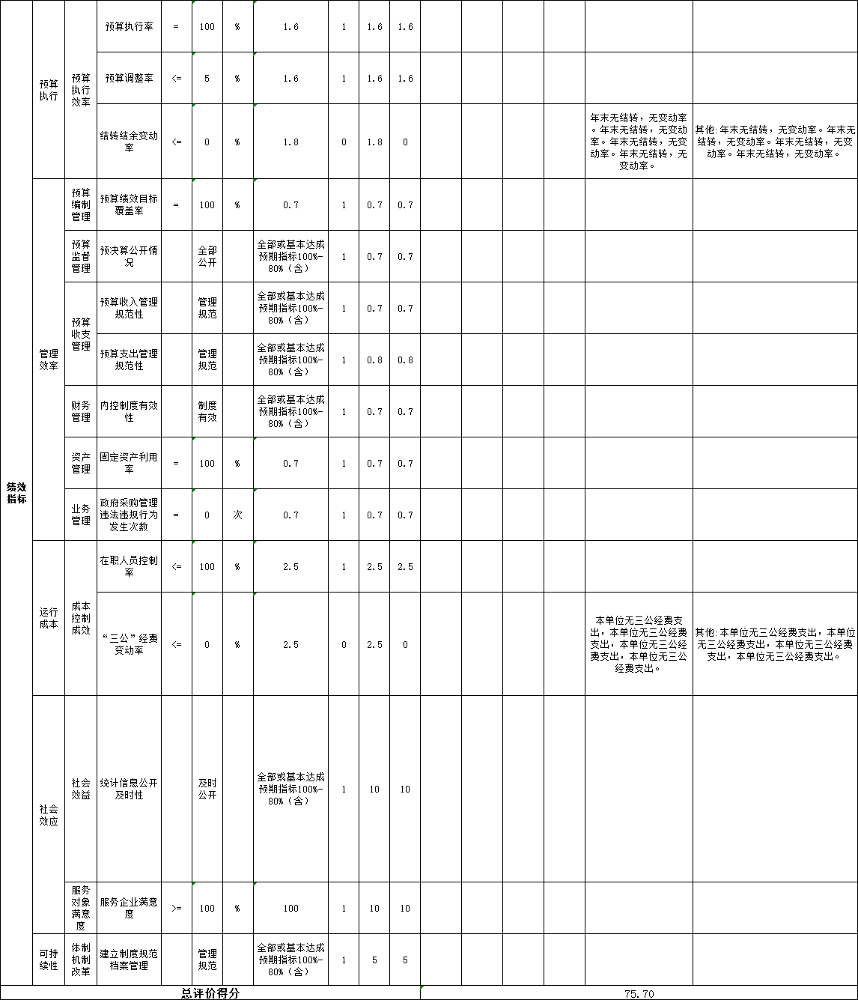 绩效
指标
预算
执行
预算
执行
效率
预算执行率
=
100
%
1.6
1
1.6
1.6
预算调整率
<=
5
%
1.6
1
1.6
1.6
结转结余变动
率
<=
0
%
1.8
0
1.8
0
年末无结转，无变动率
。年末无结转，无变动
率。年末无结转，无变
动率。年末无结转，无
变动率。
其他:年末无结转，无变动率。年末无
结转，无变动率。年末无结转，无变
动率。年末无结转，无变动率。
管理
效率
预算
编制
管理
预算绩效目标
覆盖率
=
100
%
0.7
1
0.7
0.7
预算
监督
管理
预决算公开情
况
全部
公开
全部或基本达成
预期指标100%-
80%（含）
1
0.7
0.7
预算
收支
管理
预算收入管理
规范性
管理
规范
全部或基本达成
预期指标100%-
80%（含）
1
0.7
0.7
预算支出管理
规范性
管理
规范
全部或基本达成
预期指标100%-
80%（含）
1
0.8
0.8
财务
管理
内控制度有效
性
制度
有效
全部或基本达成
预期指标100%-
80%（含）
1
0.7
0.7
资产
管理
固定资产利用
率
=
100
%
0.7
1
0.7
0.7
业务
管理
政府采购管理
违法违规行为
发生次数
=
0
次
0.7
1
0.7
0.7
运行
成本
成本
控制
成效
在职人员控制
率
<=
100
%
2.5
1
2.5
2.5
“三公”经费
变动率
<=
0
%
2.5
0
2.5
0
本单位无三公经费支
出，本单位无三公经费
支出，本单位无三公经
费支出，本单位无三公
经费支出。
其他:本单位无三公经费支出，本单位
无三公经费支出，本单位无三公经费
支出，本单位无三公经费支出。
社会
效应
社会
效益
统计信息公开
及时性
及时
公开
全部或基本达成
预期指标100%-
80%（含）
1
10
10
服务
对象
满意
度
服务企业满意
度
>=
100
%
100
1
10
10
可持
续性
体制
机制
改革
建立制度规范
档案管理
管理
规范
全部或基本达成
预期指标100%-
80%（含）
1
5
5
总评价得分
75.70